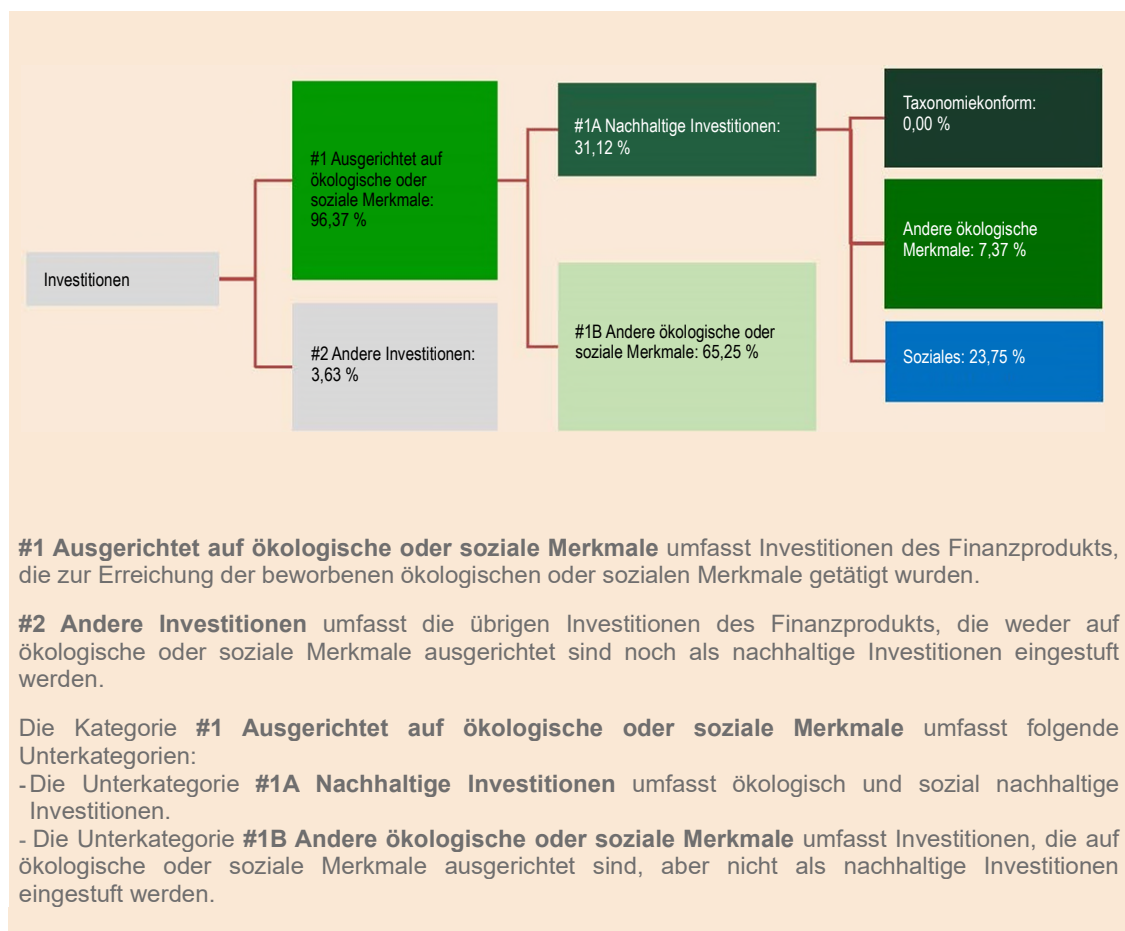 Investitionen
#1 Ausgerichtet auf
ökologische oder
soziale Merkmale:
96,37 %
#2 Andere Investitionen:
3,63 %
#1A Nachhaltige Investitionen:
31,12 %
#1B Andere ökologische oder
soziale Merkmale: 65,25 %
Taxonomiekonform:
0,00 %
Andere ökologische
Merkmale: 7,37 %
Soziales: 23,75 %
#1 Ausgerichtet auf ökologische oder soziale Merkmale umfasst Investitionen des Finanzprodukts,
die zur Erreichung der beworbenen ökologischen oder sozialen Merkmale getätigt wurden.
#2 Andere Investitionen umfasst die übrigen Investitionen des Finanzprodukts, die weder auf
ökologische oder soziale Merkmale ausgerichtet sind noch als nachhaltige Investitionen eingestuft
werden.
Die Kategorie #1 Ausgerichtet auf ökologische oder soziale Merkmale umfasst folgende
Unterkategorien:
- Die Unterkategorie #1A Nachhaltige Investitionen umfasst ökologisch und sozial nachhaltige
Investitionen.
- Die Unterkategorie #1B Andere ökologische oder soziale Merkmale umfasst Investitionen, die auf
ökologische oder soziale Merkmale ausgerichtet sind, aber nicht als nachhaltige Investitionen
eingestuft werden.